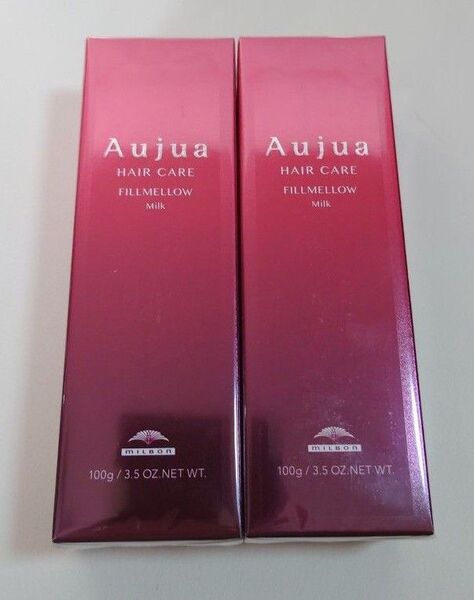 Aujua
HAIR CARE
FILLMELLOW
Milk
MILBON
100g / 3.5 OZ.NET WT.
Aujua
HAIR CARE
FILLMELLOW
Milk
MILBON
100g / 3.5 OZ.NET WT.